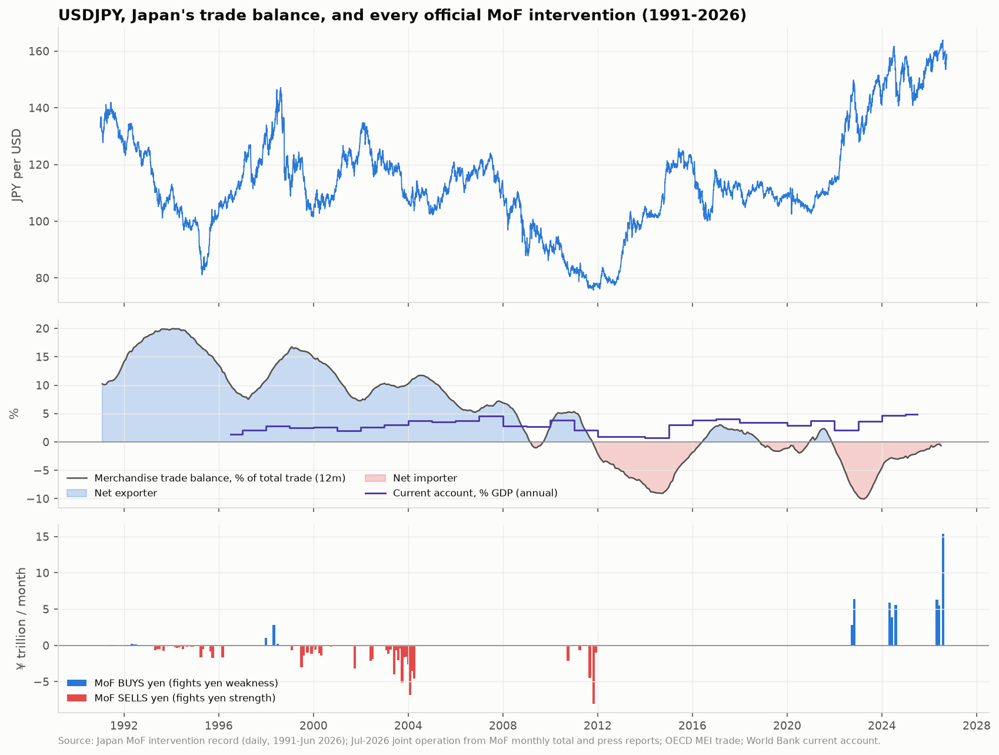 USDJPY, Japan's trade balance, and every official MoF intervention (1991-2026)
JPY per USD
160
140
120
100
80
%
20
15
10
5
0
−5
−10
Merchandise trade balance, % of total trade (12m)
Net exporter
Net importer
Current account, % GDP (annual)
¥ trillion / month
15
10
5
0
−5
MoF BUYS yen (fights yen weakness)
MoF SELLS yen (fights yen strength)
1992 1996 2000 2004 2008 2012 2016 2020 2024 2028
Source: Japan MoF intervention record (daily, 1991-Jun 2026); Jul-2026 joint operation from MoF monthly total and press reports; OECD MEI trade; World Bank current account.